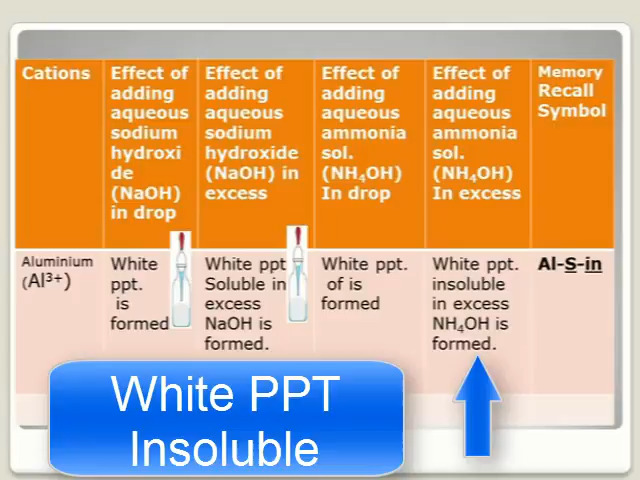 Cations
Effect of
adding
aqueous
sodium
hydroxi
de
(NaOH)
in drop
Effect of
adding
aqueous
sodium
hydroxide
(NaOH) in
excess
Effect of
adding
aqueous
ammonia
sol.
(NH₄OH)
In drop
Effect of
adding
aqueous
ammonia
sol.
(NH₄OH)
In excess
Memory
Recall
Symbol
Aluminium
(Al³⁺)
White
ppt.
is
formed
White ppt
Soluble in
excess
NaOH is
formed.
White ppt.
of is
formed
White ppt.
insoluble
in excess
NH₄OH is
formed.
Al-S-in
White PPT
Insoluble